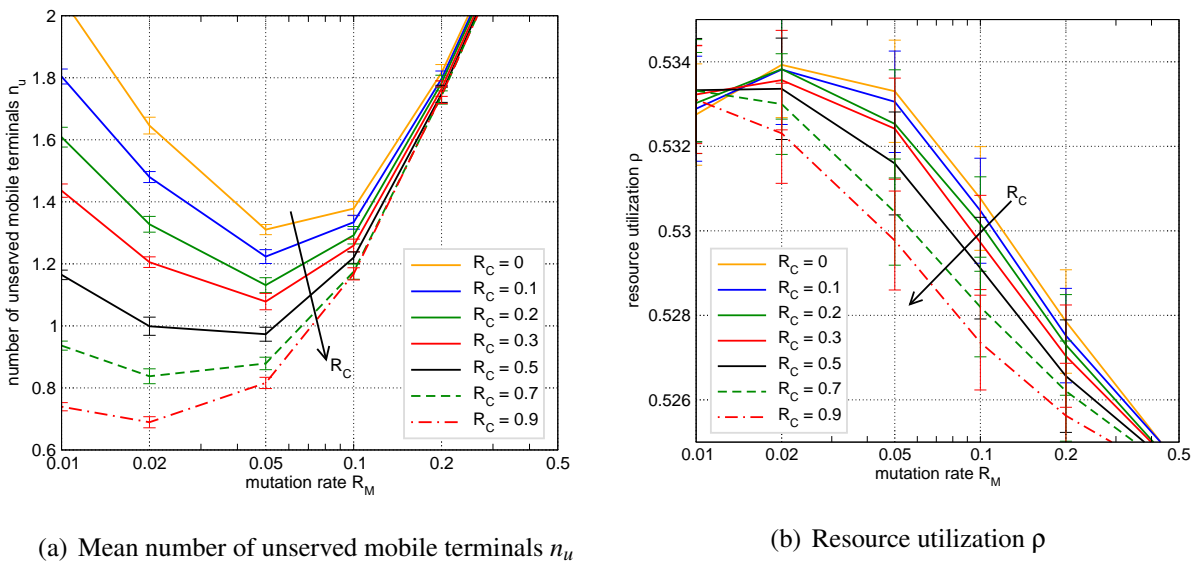 2
1.8
1.6
1.4
1.2
1
0.8
0.6
0.01
0.02
0.05
0.1
0.2
0.5
number of unserved mobile terminals n_u
mutation rate R_M
R_C = 0
R_C = 0.1
R_C = 0.2
R_C = 0.3
R_C = 0.5
R_C = 0.7
R_C = 0.9
R_C
(a) Mean number of unserved mobile terminals n_u
0.534
0.532
0.53
0.528
0.526
0.01
0.02
0.05
0.1
0.2
0.5
resource utilization ρ
mutation rate R_M
R_C
R_C = 0
R_C = 0.1
R_C = 0.2
R_C = 0.3
R_C = 0.5
R_C = 0.7
R_C = 0.9
(b) Resource utilization ρ